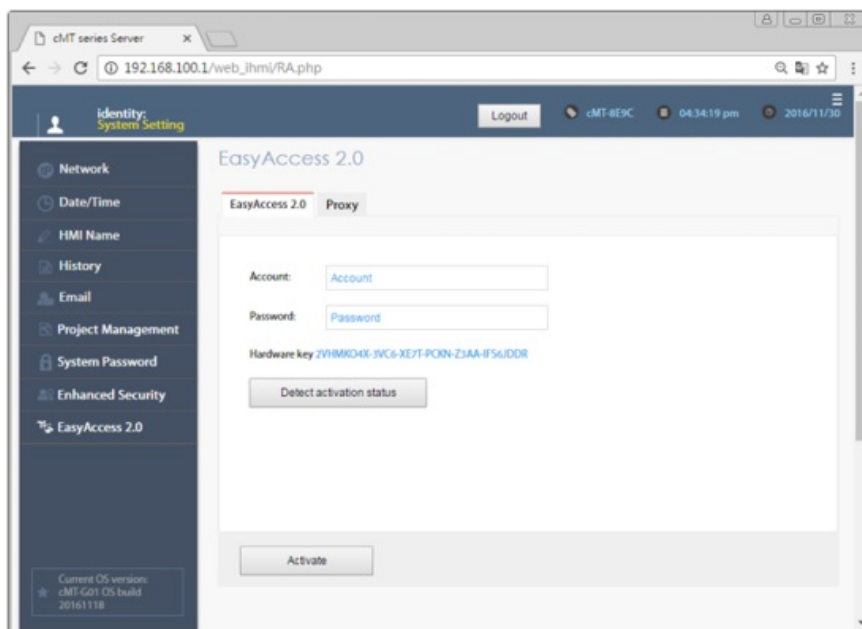 cMT series Server
192.168.100.1/web_ihmi/RA.php
identity:
System Setting
Logout
cMT-8E9C
04:34:19 pm
2016/11/30
Network
Date/Time
HMI Name
History
Email
Project Management
System Password
Enhanced Security
EasyAccess 2.0
Current OS version:
cMT-G01 OS build
20161118
EasyAccess 2.0
EasyAccess 2.0 Proxy
Account: Account
Password: Password
Hardware key 2VHMKO4X-3VC6-XE7T-PCKN-Z3AA-IFS6JDDR
Detect activation status
Activate